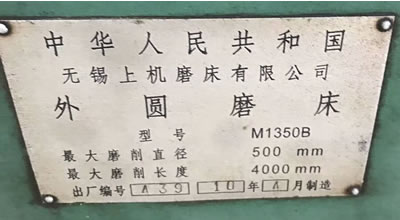 中华人民共和国
无锡上机磨床有限公司
外圆磨床
型号 M1350B
最大磨削直径 500 mm
最大磨削长度 4000 mm
出厂编号 A39 10年4月制造